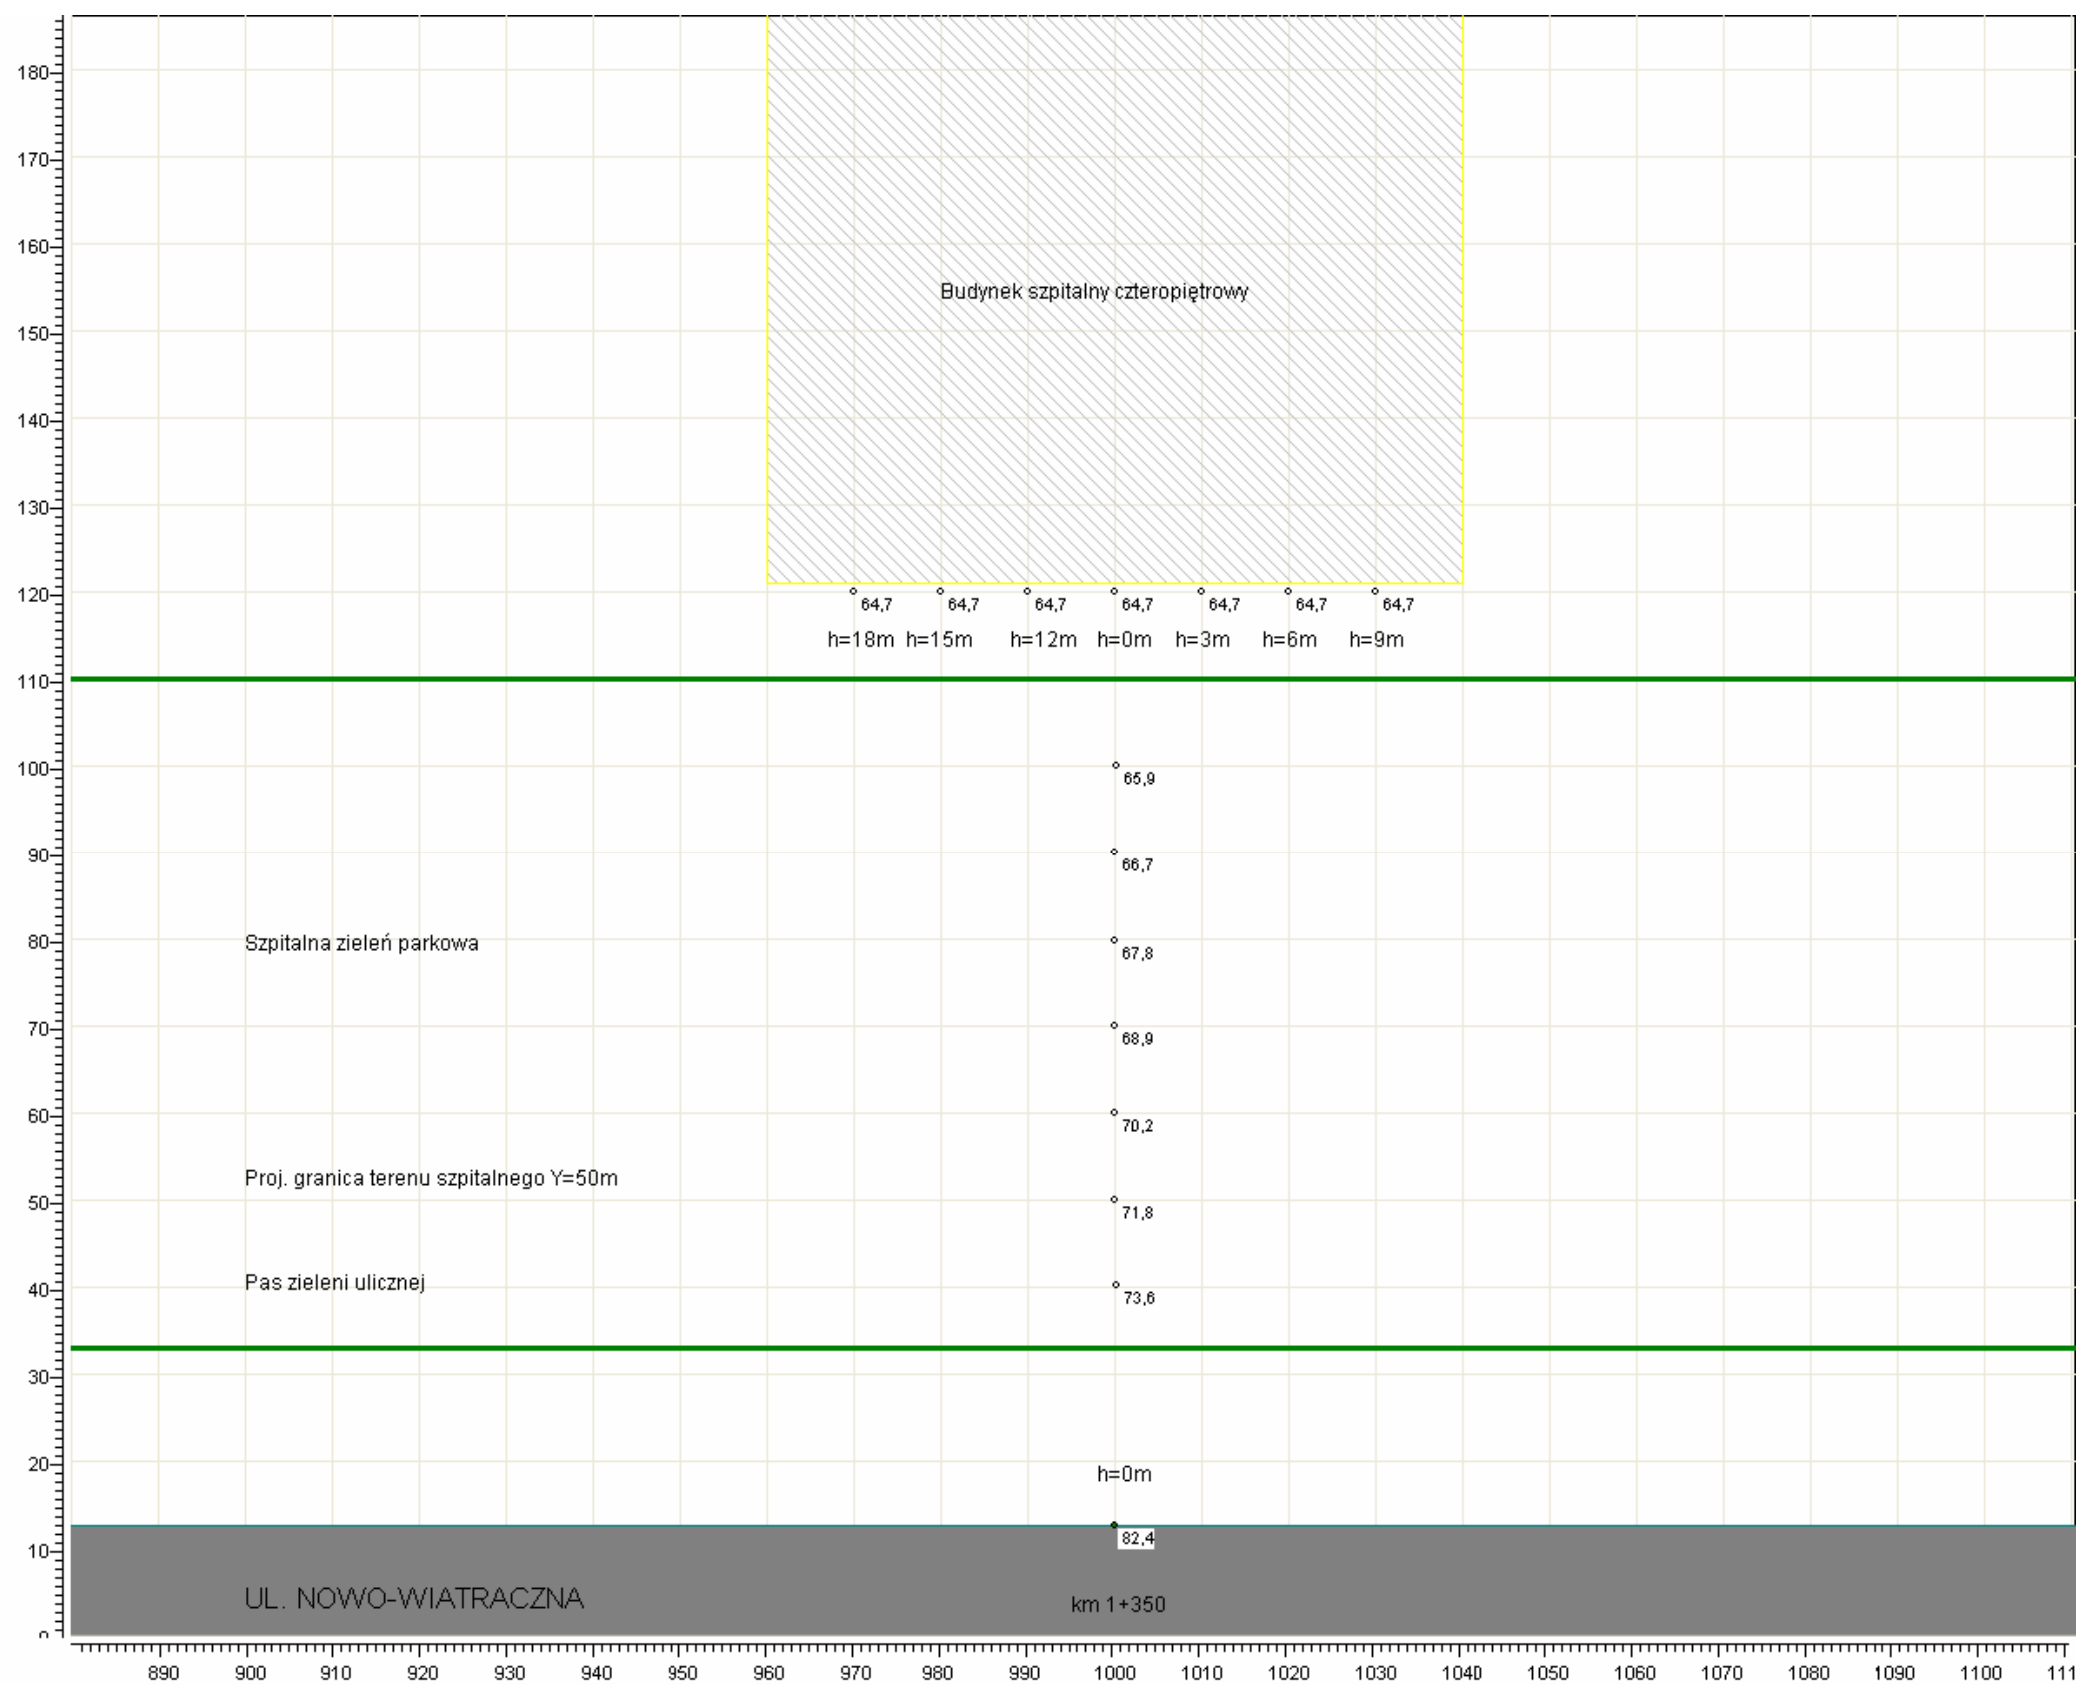 180
170
160
Budynek szpitalny czteropiętrowy
150
140
130
120
64,7 64,7 64,7 64,7 64,7 64,7 64,7
h=18m h=15m h=12m h=0m h=3m h=6m h=9m
110
100
65,9
90
66,7
80 Szpitalna zieleń parkowa
67,8
70
68,9
60
70,2
Proj. granica terenu szpitalnego Y=50m
50
71,8
40 Pas zieleni ulicznej
73,6
30
20
h=0m
82,4
10
UL. NOWO-WIATRACZNA km 1+350
890 900 910 920 930 940 950 960 970 980 990 1000 1010 1020 1030 1040 1050 1060 1070 1080 1090 1100 111